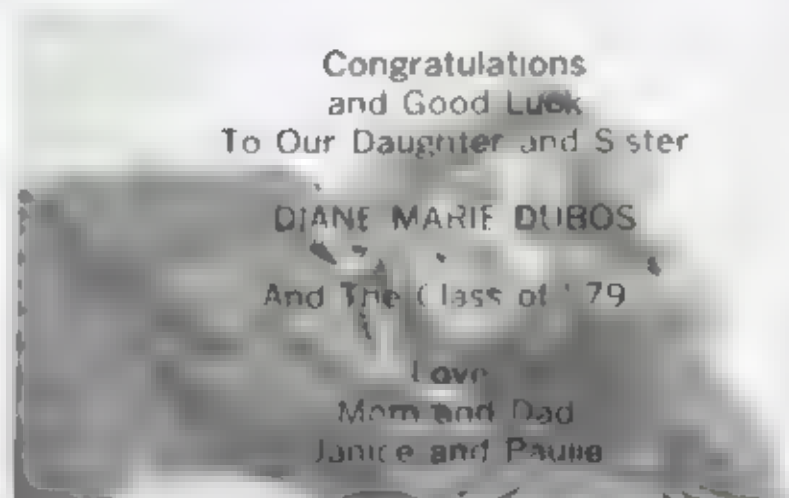 Congratulations
and Good Luck
To Our Daughter and Sister
DIANE MARIE DUBOS
And The Class of '79
Love
Mom and Dad
Janice and Paulie